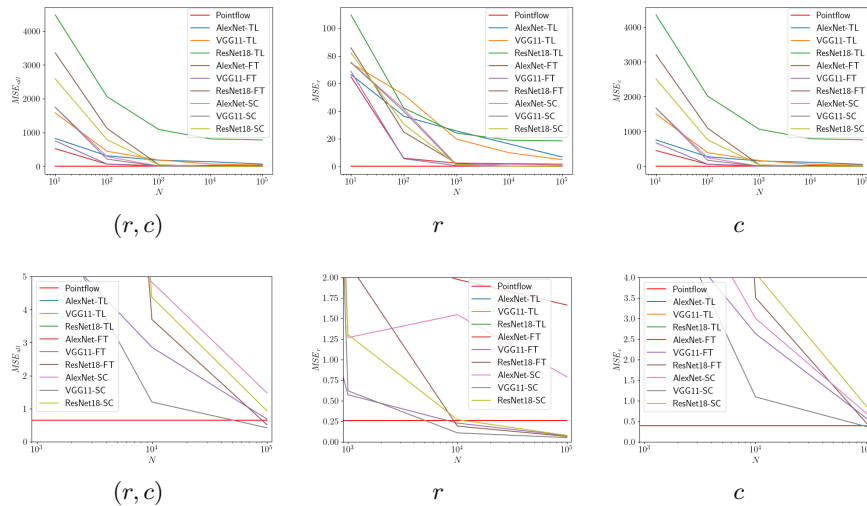 4000
3000
2000
1000
0
MSE_all
10^1 10^2 10^3 10^4 10^5
N
Pointflow
AlexNet-TL
VGG11-TL
ResNet18-TL
AlexNet-FT
VGG11-FT
ResNet18-FT
AlexNet-SC
VGG11-SC
ResNet18-SC
(r, c)
100
80
60
40
20
0
MSE_r
10^1 10^2 10^3 10^4 10^5
N
Pointflow
AlexNet-TL
VGG11-TL
ResNet18-TL
AlexNet-FT
VGG11-FT
ResNet18-FT
AlexNet-SC
VGG11-SC
ResNet18-SC
r
4000
3000
2000
1000
0
MSE_c
10^1 10^2 10^3 10^4 10^5
N
Pointflow
AlexNet-TL
VGG11-TL
ResNet18-TL
AlexNet-FT
VGG11-FT
ResNet18-FT
AlexNet-SC
VGG11-SC
ResNet18-SC
c
5
4
3
2
1
0
MSE_all
10^3 10^4 10^5
N
Pointflow
AlexNet-TL
VGG11-TL
ResNet18-TL
AlexNet-FT
VGG11-FT
ResNet18-FT
AlexNet-SC
VGG11-SC
ResNet18-SC
(r, c)
2.00
1.75
1.50
1.25
1.00
0.75
0.50
0.25
0.00
MSE_r
10^3 10^4 10^5
N
Pointflow
AlexNet-TL
VGG11-TL
ResNet18-TL
AlexNet-FT
VGG11-FT
ResNet18-FT
AlexNet-SC
VGG11-SC
ResNet18-SC
r
4.0
3.5
3.0
2.5
2.0
1.5
1.0
0.5
0.0
MSE_c
10^3 10^4 10^5
N
Pointflow
AlexNet-TL
VGG11-TL
ResNet18-TL
AlexNet-FT
VGG11-FT
ResNet18-FT
AlexNet-SC
VGG11-SC
ResNet18-SC
c